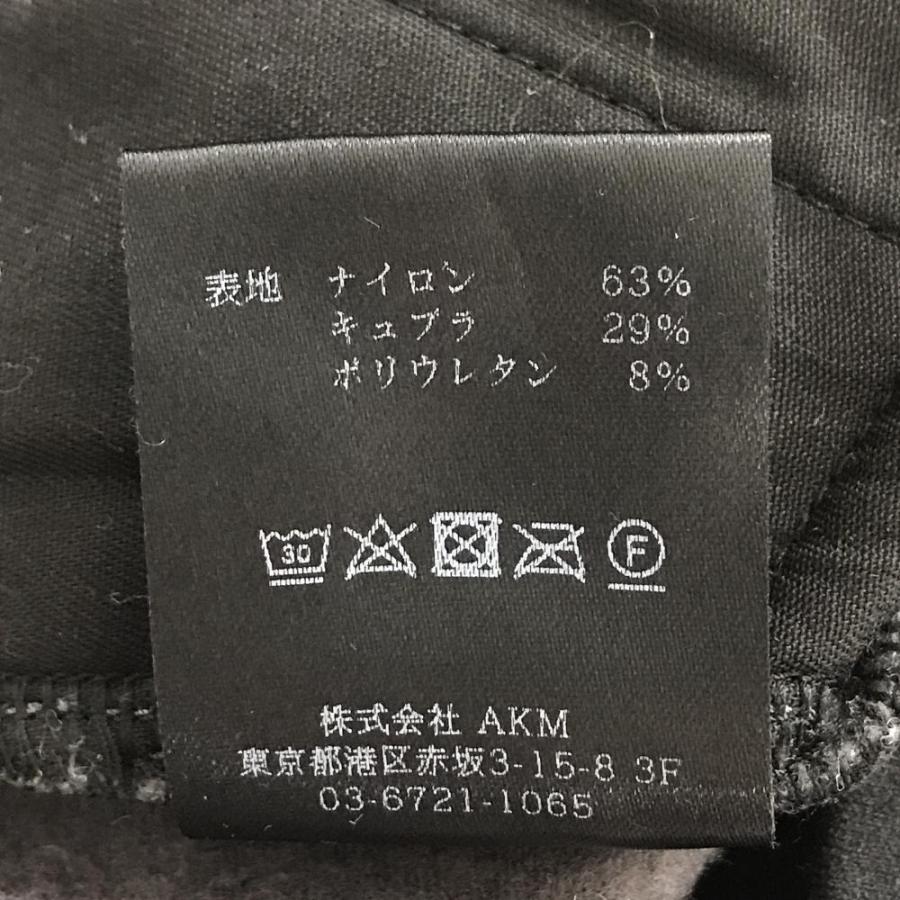 表地 ナイロン 63%
キュプラ 29%
ポリウレタン 8%
30 F
株式会社 AKM
東京都港区赤坂3-15-8 3F
03-6721-1065